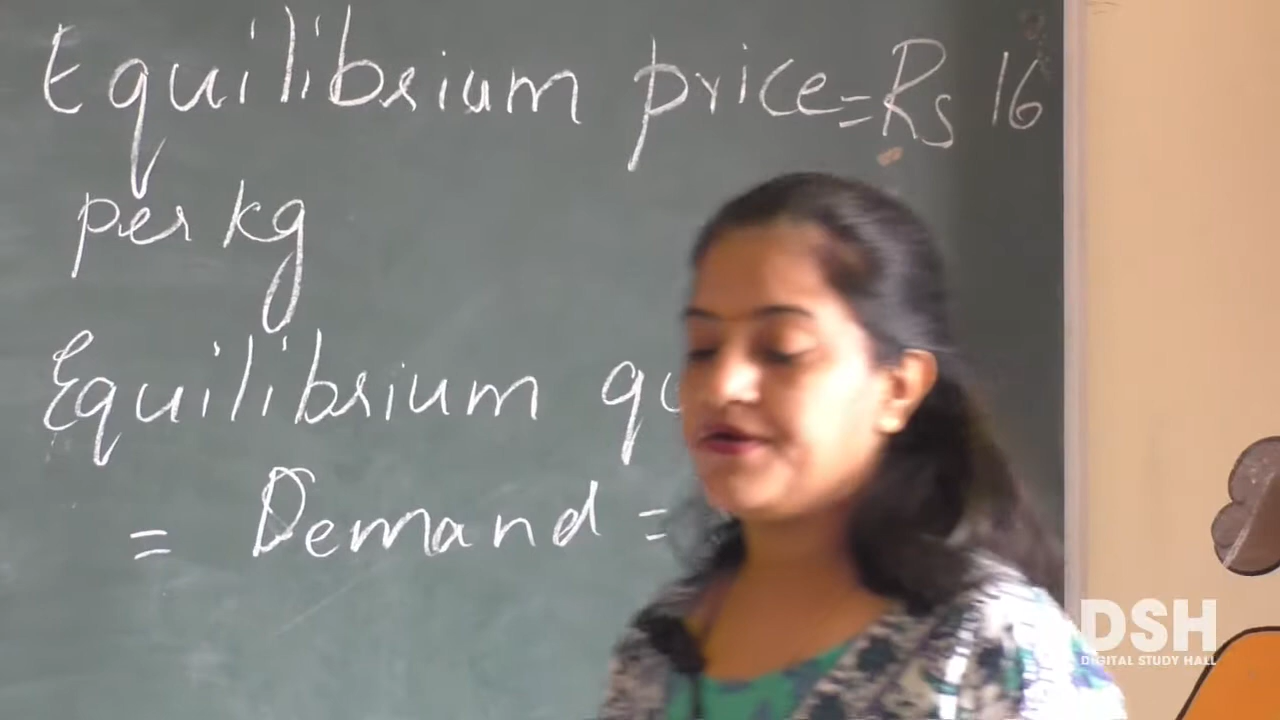 Equilibrium price = Rs 16
per kg
Equilibrium
= Demand =
DSH
DIGITAL STUDY HALL